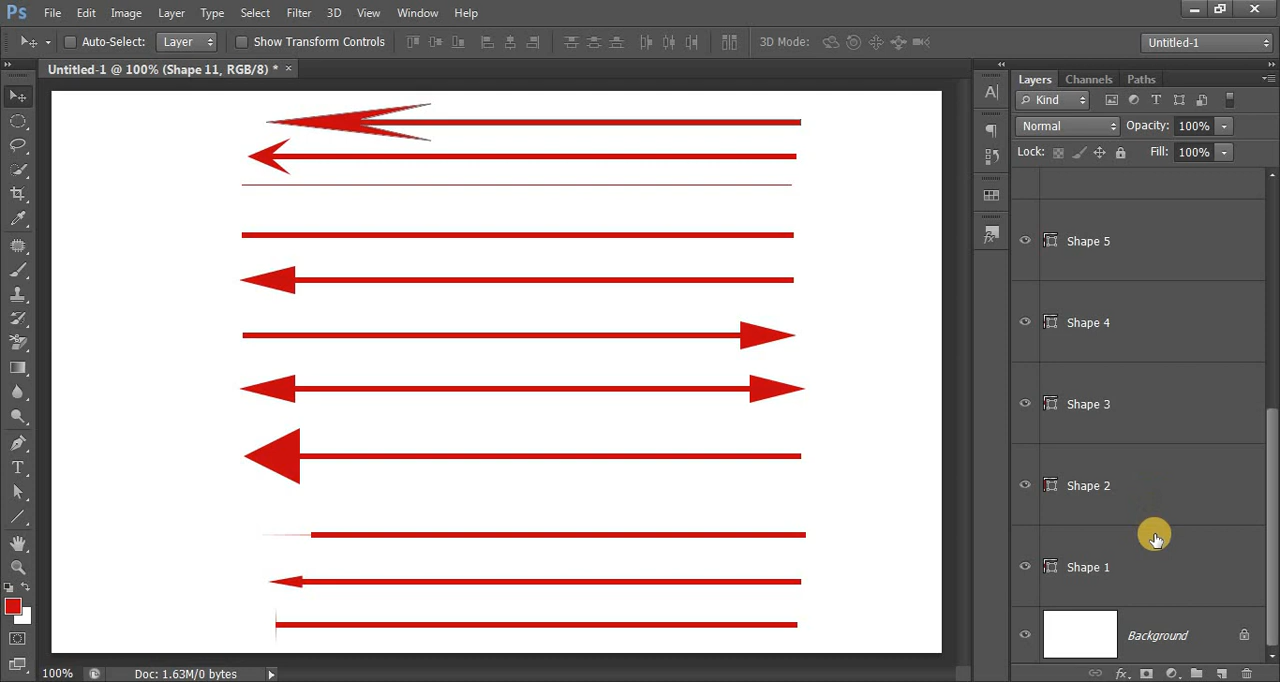 Ps File Edit Image Layer Type Select Filter 3D View Window Help
Auto-Select: Layer Show Transform Controls 3D Mode: Untitled-1
Untitled-1 @ 100% (Shape 11, RGB/8) * ×
Layers Channels Paths
Kind
Normal Opacity: 100%
Lock: Fill: 100%
Shape 5
Shape 4
Shape 3
Shape 2
Shape 1
Background
100% Doc: 1.63M/0 bytes